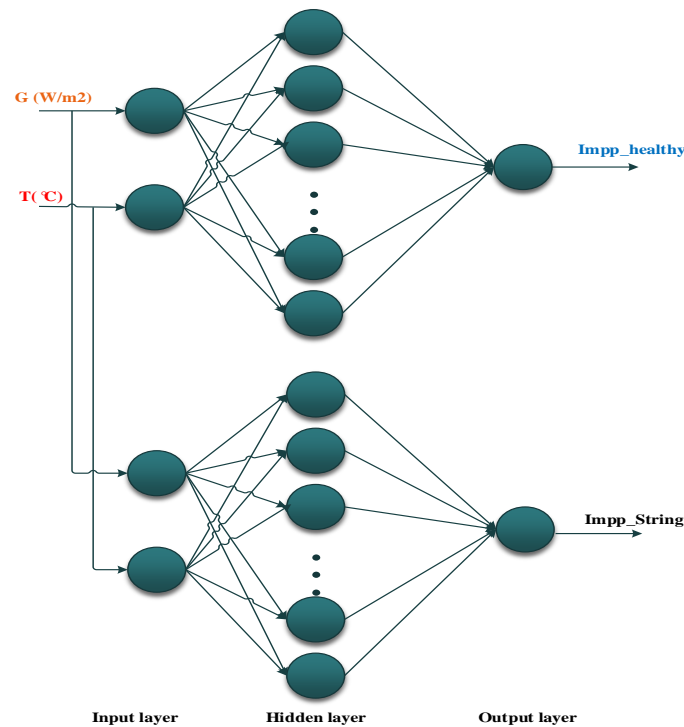 G (W/m2)
Impp_healthy
T( °C)
Impp_String
Input layer
Hidden layer
Output layer